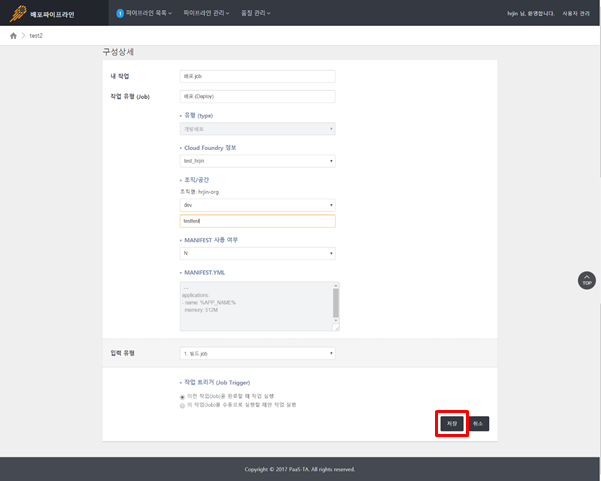 배포파이프라인
1 파이프라인 목록
파이프라인 관리
품질 관리
hrjin 님, 환영합니다.
사용자 관리
test2
구성상세
내 작업
배포 job
작업 유형 (Job)
배포 (Deploy)
유형 (type)
개발배포
Cloud Foundry 정보
test_hrjin
조직/공간
조직명: hrjin-org
dev
testtest
MANIFEST 사용 여부
N
MANIFEST.YML
---
applications:
- name: %APP_NAME%
memory: 512M
입력 유형
1. 빌드 job
작업 트리거 (Job Trigger)
이전 작업(Job)을 완료할 때 작업 실행
이 작업(Job)을 수동으로 실행할 때만 작업 실행
저장
취소
TOP
Copyright © 2017 PaaS-TA. All rights reserved.